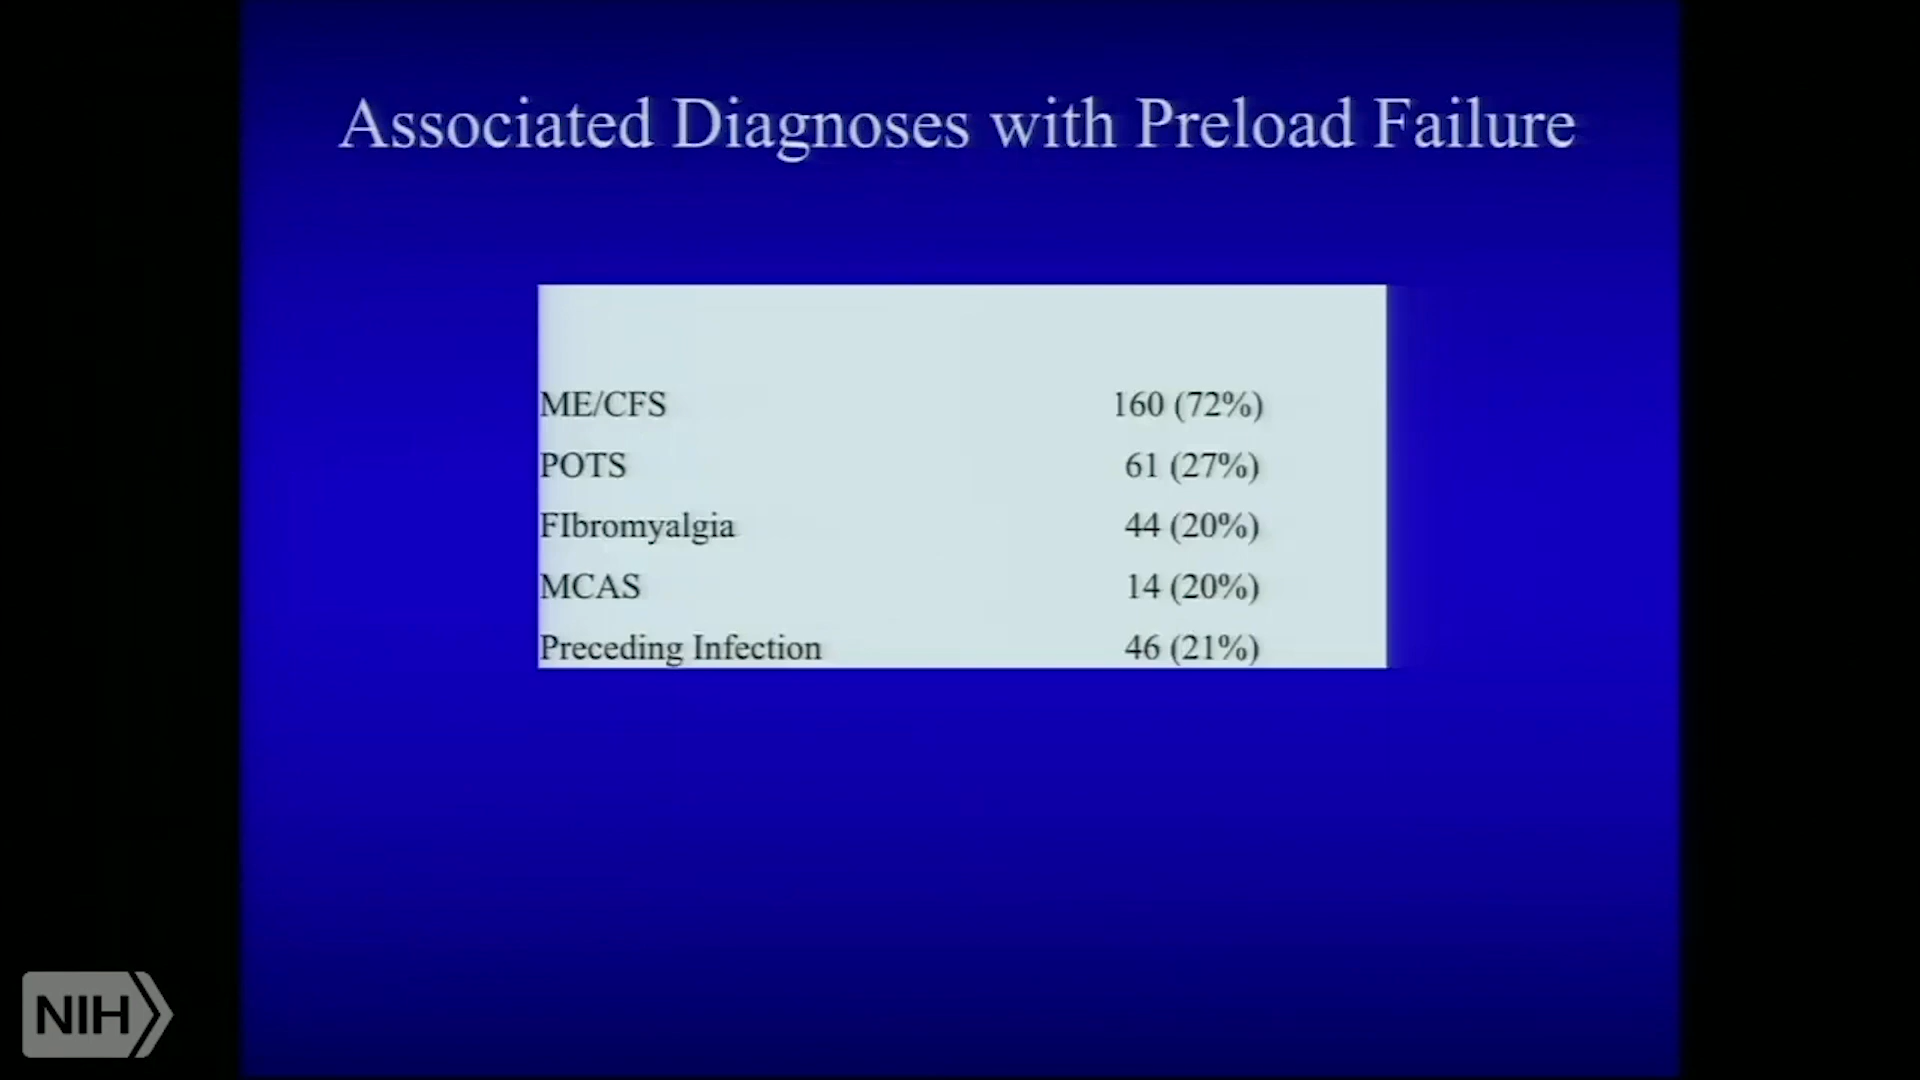 Associated Diagnoses with Preload Failure
ME/CFS 160 (72%)
POTS 61 (27%)
FIbromyalgia 44 (20%)
MCAS 14 (20%)
Preceding Infection 46 (21%)
NIH